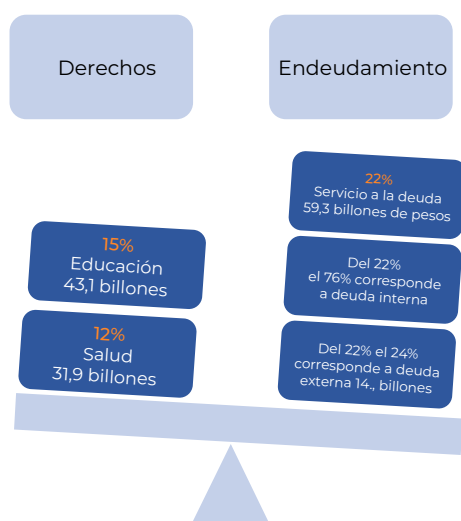 Derechos
Endeudamiento
22%
Servicio a la deuda
59,3 billones de pesos
15%
Educación
43,1 billones
Del 22%
el 76% corresponde
a deuda interna
12%
Salud
31,9 billones
Del 22% el 24%
corresponde a deuda
externa 14., billones